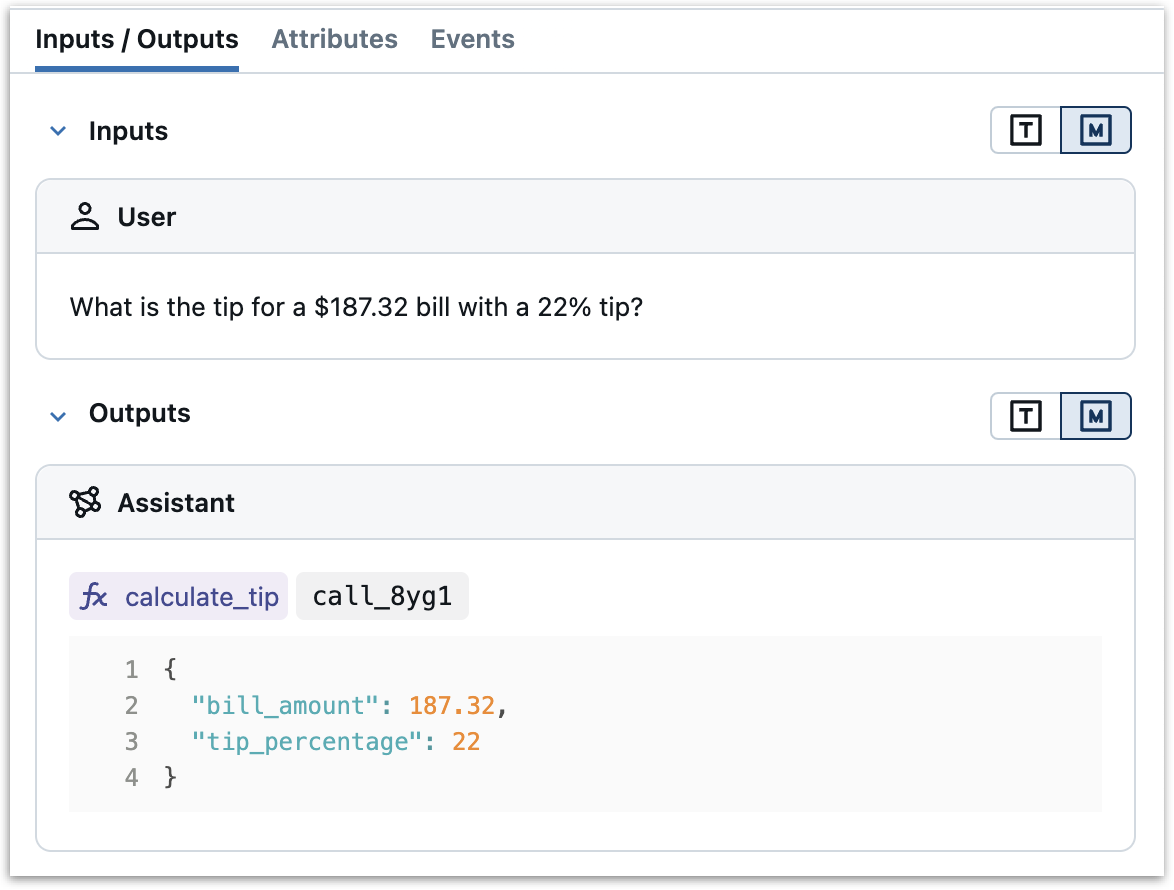 Inputs / Outputs Attributes Events
Inputs
T M
User
What is the tip for a $187.32 bill with a 22% tip?
Outputs
T M
Assistant
fx calculate_tip call_8yg1
1 {
2 "bill_amount": 187.32,
3 "tip_percentage": 22
4 }